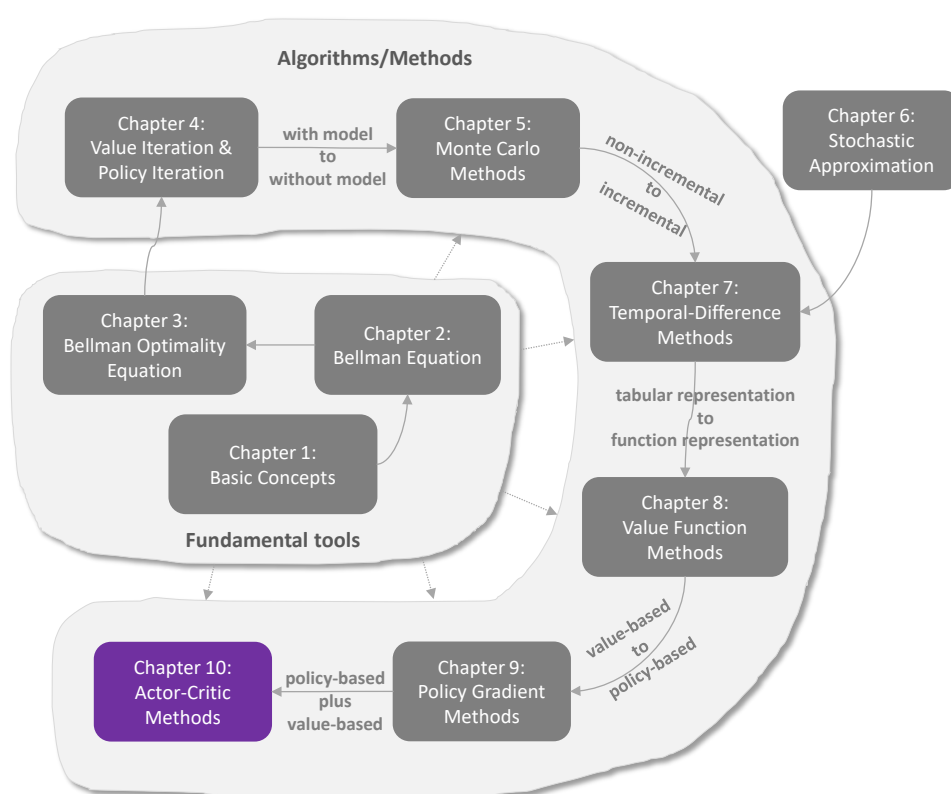 Algorithms/Methods
Chapter 4:
Value Iteration &
Policy Iteration
with model
to
without model
Chapter 5:
Monte Carlo
Methods
non-incremental
to
incremental
Chapter 6:
Stochastic
Approximation
Chapter 3:
Bellman Optimality
Equation
Chapter 2:
Bellman Equation
Chapter 7:
Temporal-Difference
Methods
Chapter 1:
Basic Concepts
tabular representation
to
function representation
Fundamental tools
Chapter 8:
Value Function
Methods
value-based
to
policy-based
Chapter 10:
Actor-Critic
Methods
policy-based
plus
value-based
Chapter 9:
Policy Gradient
Methods